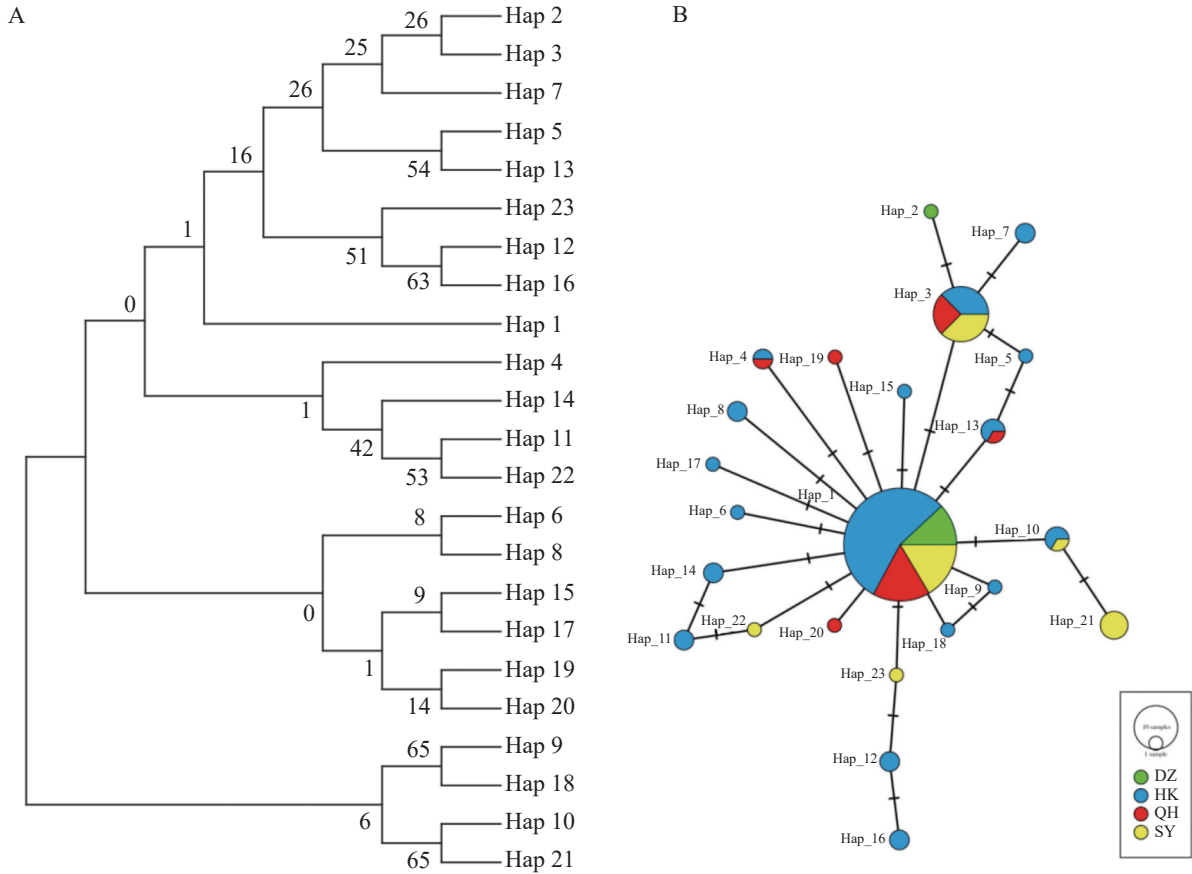 A
26
Hap 2
Hap 3
25
Hap 7
26
Hap 5
54
Hap 13
16
Hap 23
51
Hap 12
63
Hap 16
1
Hap 1
0
Hap 4
1
Hap 14
42
Hap 11
53
Hap 22
8
Hap 6
Hap 8
0
9
Hap 15
Hap 17
1
Hap 19
14
Hap 20
65
Hap 9
Hap 18
6
Hap 10
65
Hap 21
B
Hap_2
Hap_7
Hap_3
Hap_4
Hap_19
Hap_5
Hap_15
Hap_8
Hap_13
Hap_17
Hap_1
Hap_6
Hap_10
Hap_14
Hap_9
Hap_22
Hap_21
Hap_11
Hap_20
Hap_18
Hap_23
Hap_12
Hap_16
10 samples
1 sample
DZ
HK
QH
SY